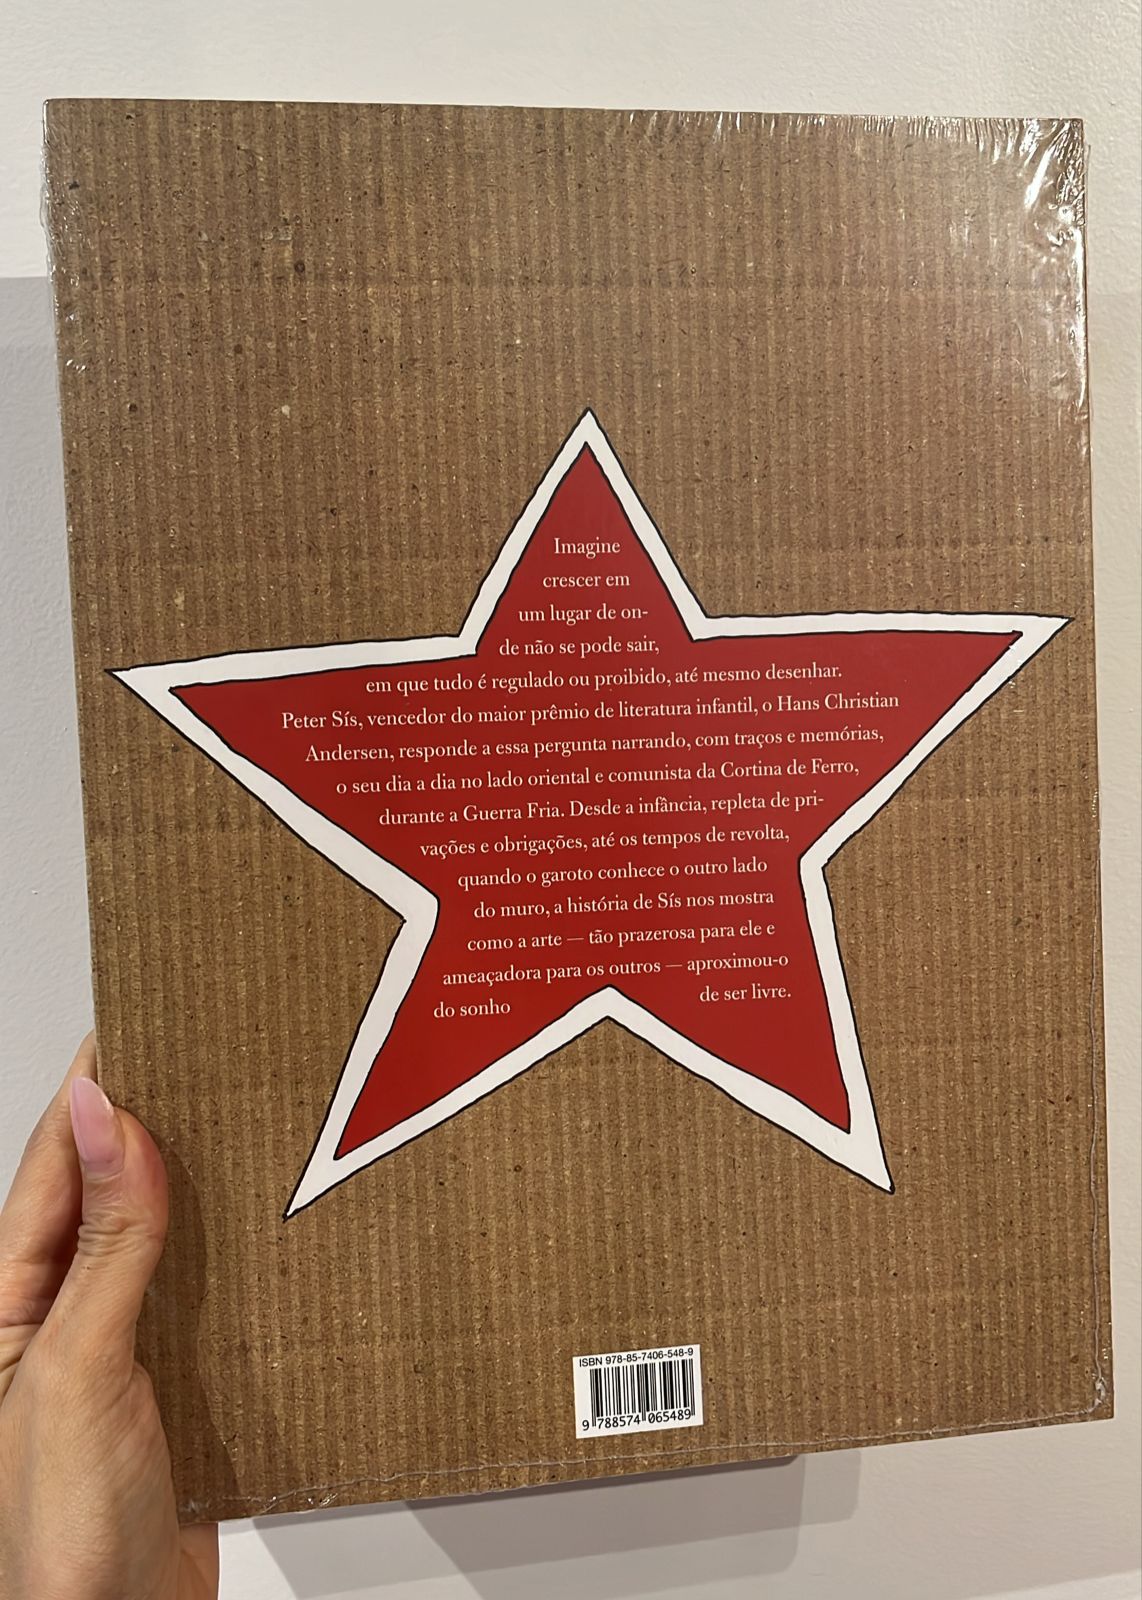 Imagine
crescer em
um lugar de on-
de não se pode sair,
em que tudo é regulado ou proibido, até mesmo desenhar.
Peter Sís, vencedor do maior prêmio de literatura infantil, o Hans Christian
Andersen, responde a essa pergunta narrando, com traços e memórias,
o seu dia a dia no lado oriental e comunista da Cortina de Ferro,
durante a Guerra Fria. Desde a infância, repleta de pri-
vações e obrigações, até os tempos de revolta,
quando o garoto conhece o outro lado
do muro, a história de Sís nos mostra
como a arte — tão prazerosa para ele e
ameaçadora para os outros — aproximou-o
do sonho de ser livre.
ISBN 978-85-7406-548-9
9 788574 065489